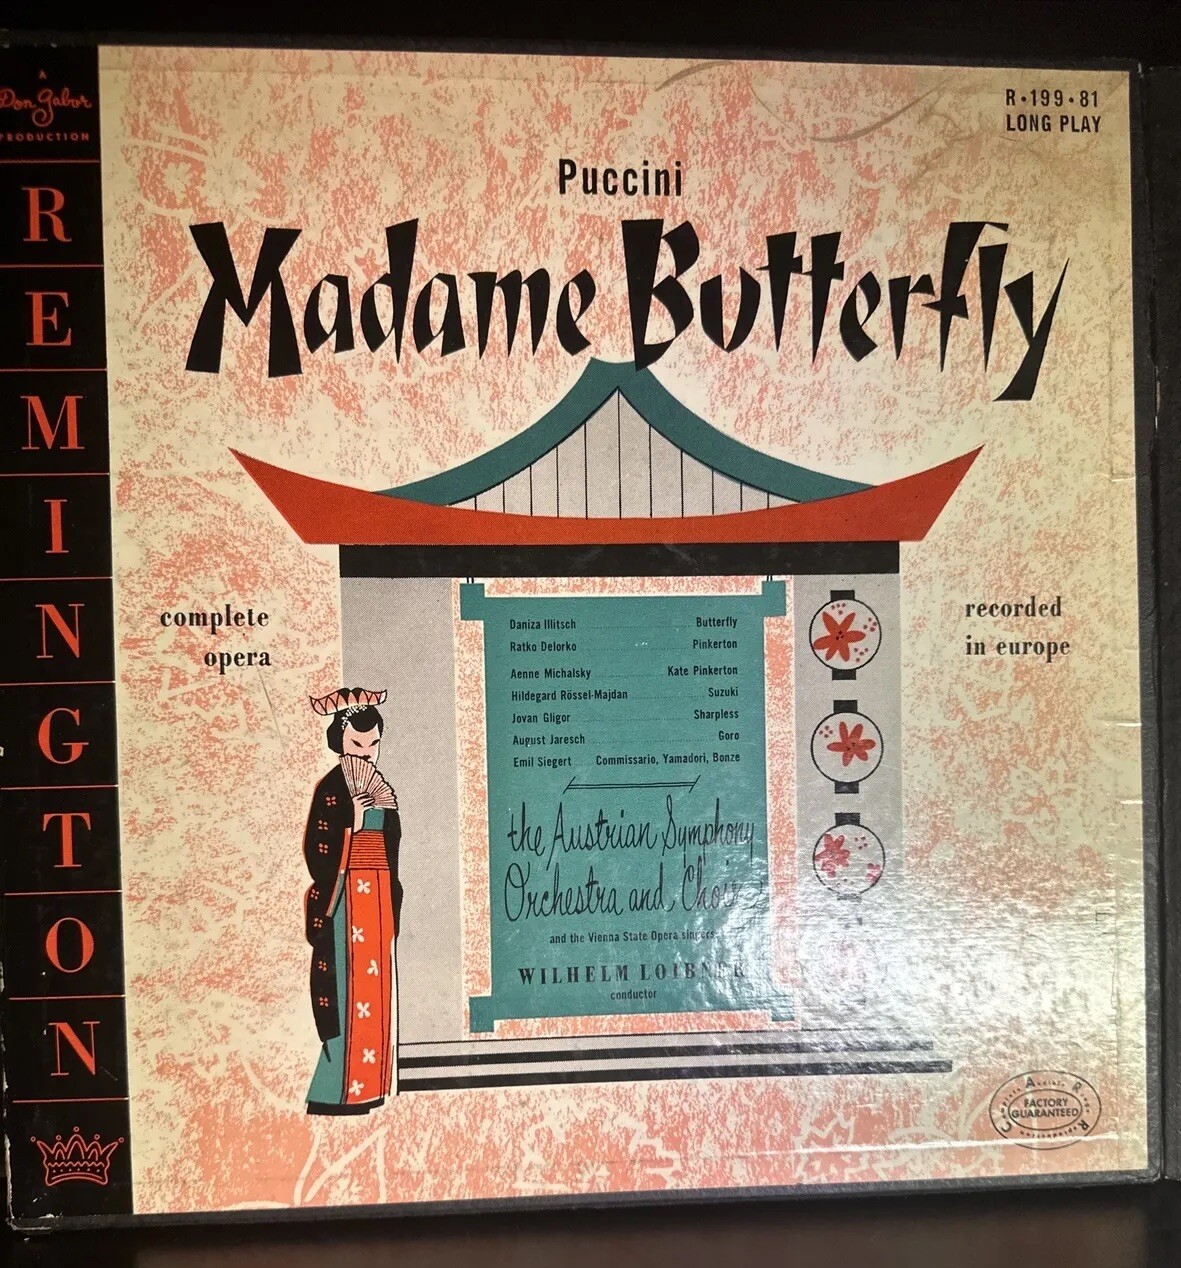 A
Don Gabor
PRODUCTION
REMINGTON
R·199·81
LONG PLAY
Puccini
Madame Butterfly
complete
opera
recorded
in europe
Daniza Illitsch Butterfly
Ratko Delorko Pinkerton
Aenne Michalsky Kate Pinkerton
Hildegard Rössel-Majdan Suzuki
Jovan Gligor Sharpless
August Jaresch Goro
Emil Siegert Commissario, Yamadori, Bonze
the Austrian Symphony
Orchestra and Choir
and the Vienna State Opera singers
WILHELM LOIBNER
conductor
C A R R
FACTORY
GUARANTEED